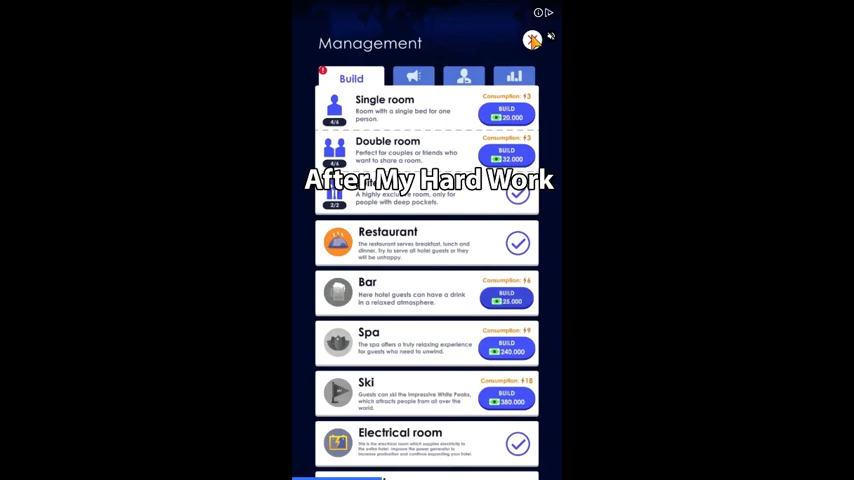 Management
Build
Single room
Room with a single bed for one
person.
4/6
Consumption: 3
BUILD
20.000
Double room
Perfect for couples or friends who
want to share a room.
4/6
Consumption: 3
BUILD
32.000
After My Hard Work
A highly exclusive room, only for
people with deep pockets.
2/2
Restaurant
The restaurant serves breakfast, lunch and
dinner. Try to serve all hotel guests or they
will be unhappy.
Bar
Here hotel guests can have a drink
in a relaxed atmosphere.
Consumption: 6
BUILD
25.000
Spa
The spa offers a truly relaxing experience
for guests who need to unwind.
Consumption: 9
BUILD
240.000
Ski
Guests can ski the impressive White Peaks,
which attracts people from all over the
world.
Consumption: 18
BUILD
380.000
Electrical room
This is the electrical room which supplies electricity to
the entire hotel. Improve the power generator to
increase production and continue expanding your hotel.